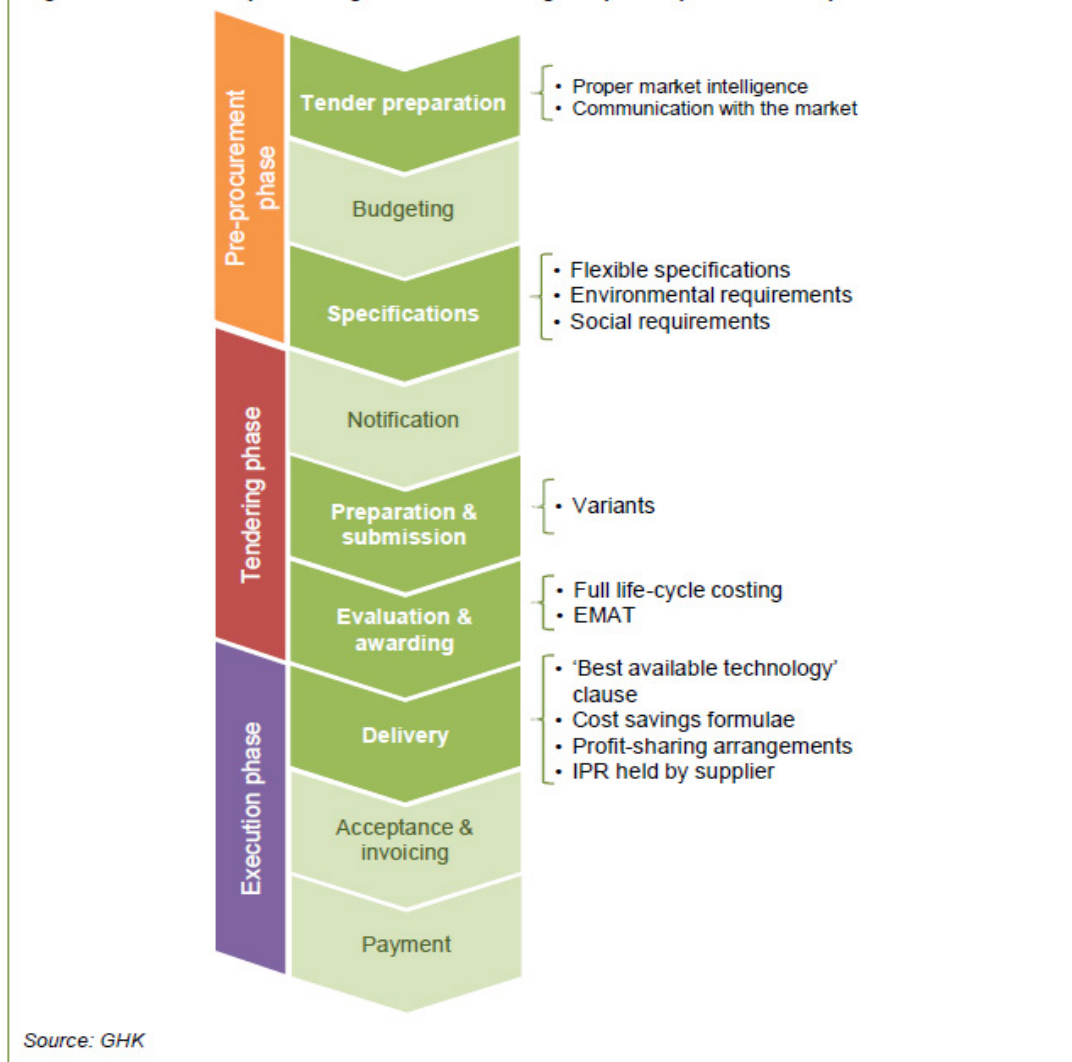 Pre-procurement
phase
Tender preparation
• Proper market intelligence
• Communication with the market
Budgeting
Specifications
• Flexible specifications
• Environmental requirements
• Social requirements
Tendering phase
Notification
Preparation &
submission
• Variants
Evaluation &
awarding
• Full life-cycle costing
• EMAT
Execution phase
Delivery
• ‘Best available technology’
clause
• Cost savings formulae
• Profit-sharing arrangements
• IPR held by supplier
Acceptance &
invoicing
Payment
Source: GHK